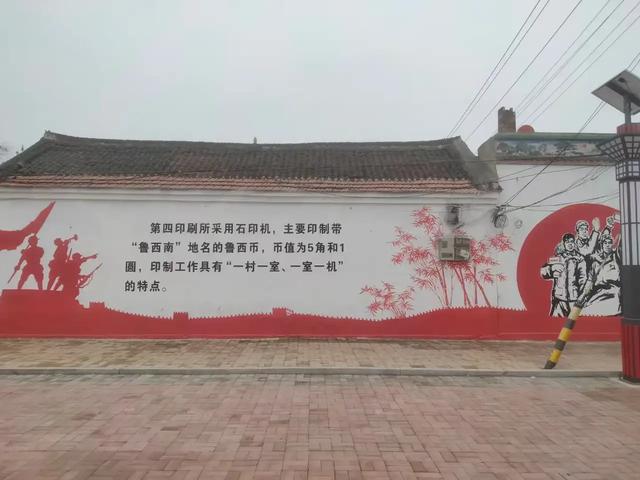 第四印刷所采用石印机，主要印制带
“鲁西南”地名的鲁西币，币值为5角和1
圆，印制工作具有“一村一室、一室一机”
的特点。